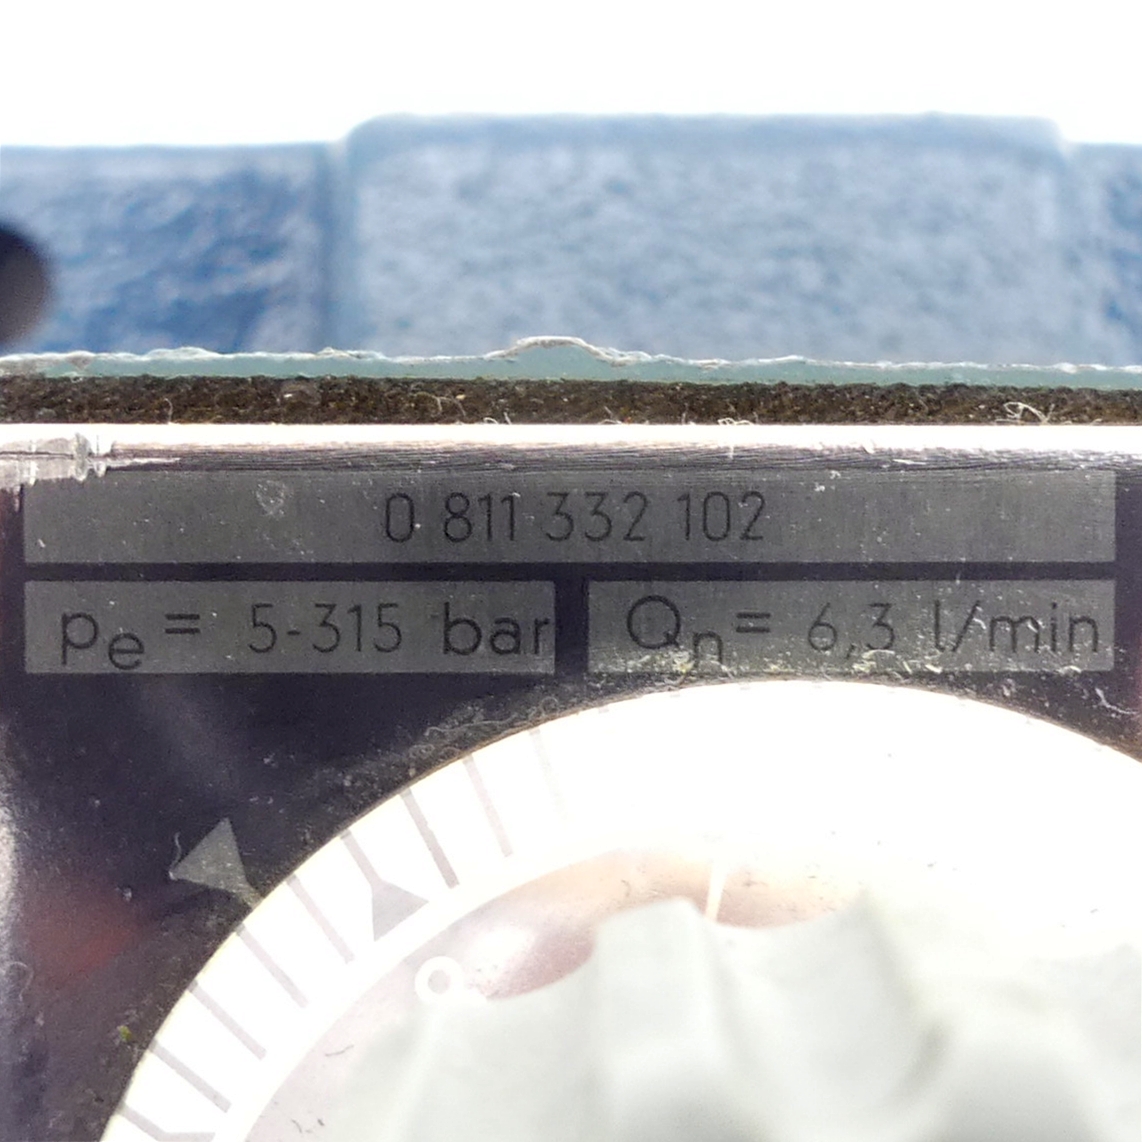 0 811 332 102
pe = 5-315 bar
Qn = 6,3 l/min